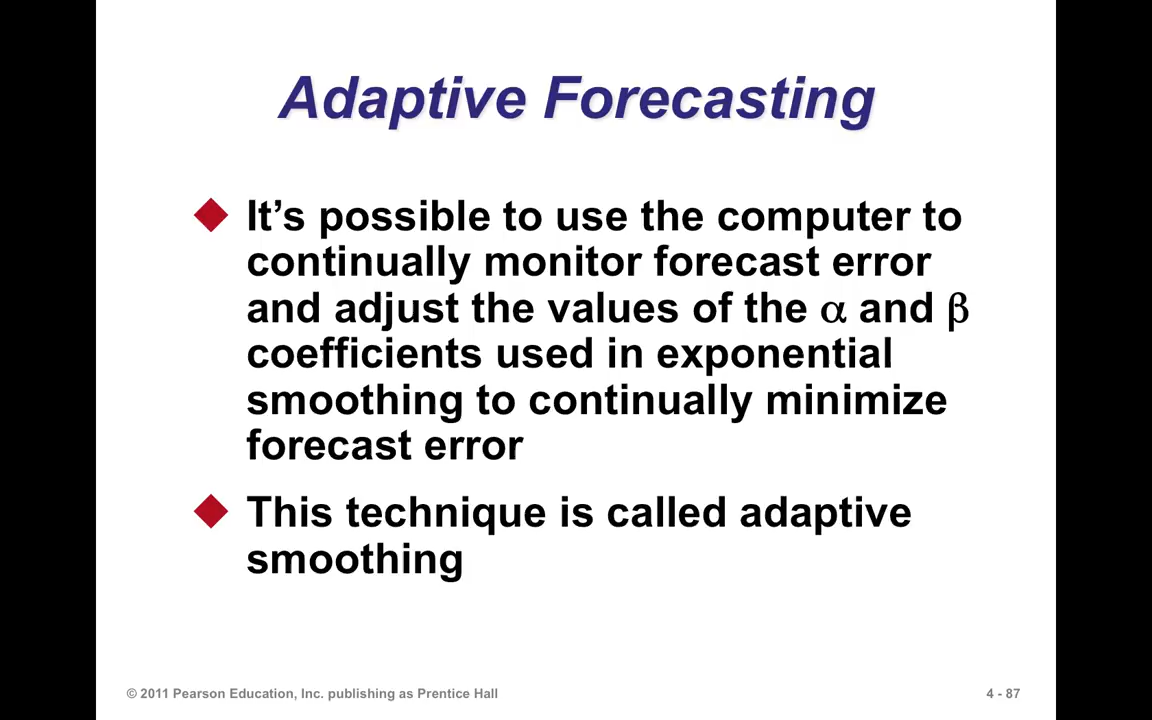 Adaptive Forecasting
It's possible to use the computer to
continually monitor forecast error
and adjust the values of the α and β
coefficients used in exponential
smoothing to continually minimize
forecast error
This technique is called adaptive
smoothing
© 2011 Pearson Education, Inc. publishing as Prentice Hall
4 - 87